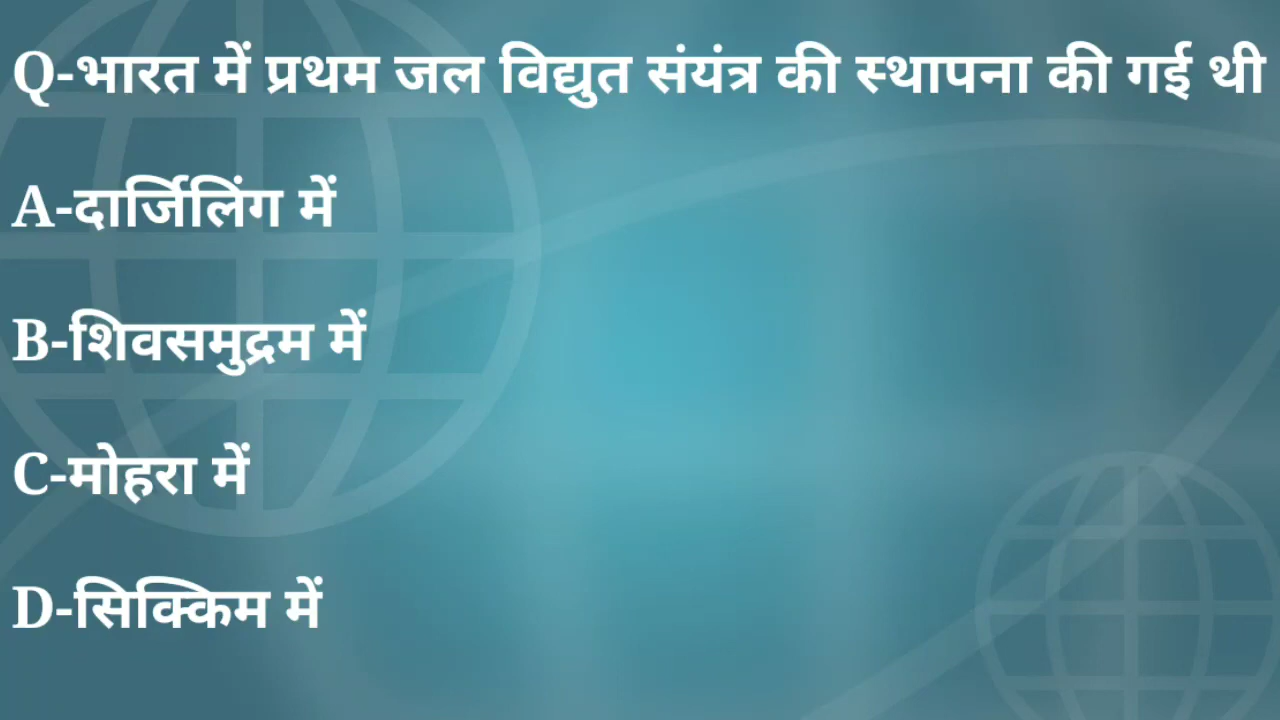 Q-भारत में प्रथम जल विद्युत संयंत्र की स्थापना की गई थी
A-दार्जिलिंग में
B-शिवसमुद्रम में
C-मोहरा में
D-सिक्किम में